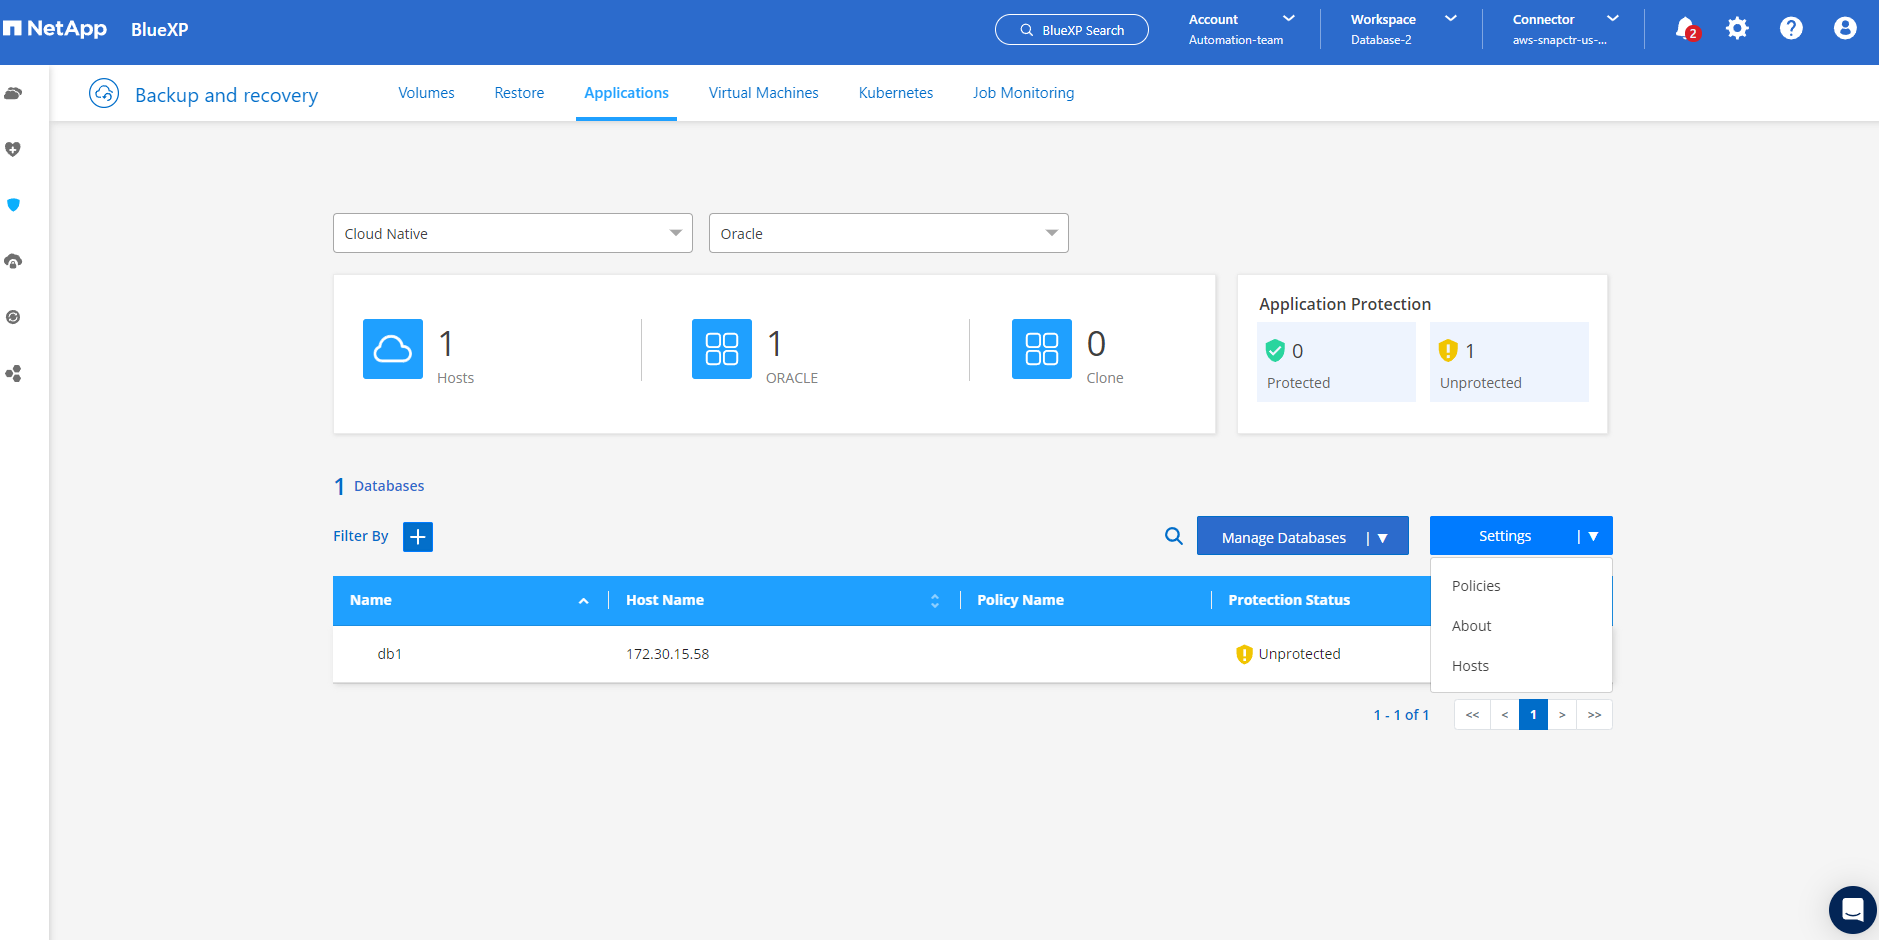 NetApp BlueXP
BlueXP Search
Account
Automation-team
Workspace
Database-2
Connector
aws-snapctr-us-...
2
?
Backup and recovery
Volumes
Restore
Applications
Virtual Machines
Kubernetes
Job Monitoring
Cloud Native
Oracle
1
Hosts
1
ORACLE
0
Clone
Application Protection
0
Protected
1
Unprotected
1 Databases
Filter By
Manage Databases | ▼
Settings | ▼
Policies
About
Hosts
Name
Host Name
Policy Name
Protection Status
db1
172.30.15.58
Unprotected
1 - 1 of 1
<< < 1 > >>